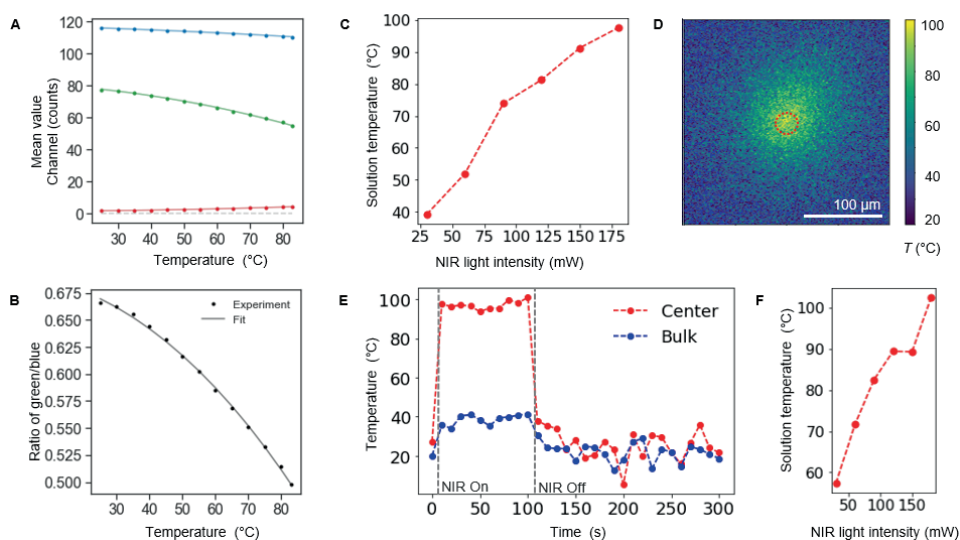 A
Mean value
Channel (counts)
120
100
80
60
40
20
0
30 40 50 60 70 80
Temperature (°C)
C
Solution temperature (°C)
100
90
80
70
60
50
40
25 50 75 100 125 150 175
NIR light intensity (mW)
D
100 µm
100
80
60
40
20
T (°C)
B
Ratio of green/blue
0.675
0.650
0.625
0.600
0.575
0.550
0.525
0.500
Experiment
Fit
30 40 50 60 70 80
Temperature (°C)
E
Temperature (°C)
100
80
60
40
20
Center
Bulk
NIR On
NIR Off
0 50 100 150 200 250 300
Time (s)
F
Solution temperature (°C)
100
90
80
70
60
50 100 150
NIR light intensity (mW)